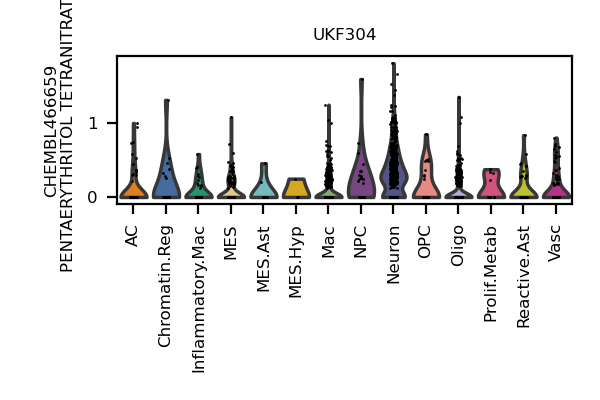 UKF304
CHEMBL466659
PENTAERYTHRITOL TETRANITRAT
1
0
AC
Chromatin.Reg
Inflammatory.Mac
MES
MES.Ast
MES.Hyp
Mac
NPC
Neuron
OPC
Oligo
Prolif.Metab
Reactive.Ast
Vasc